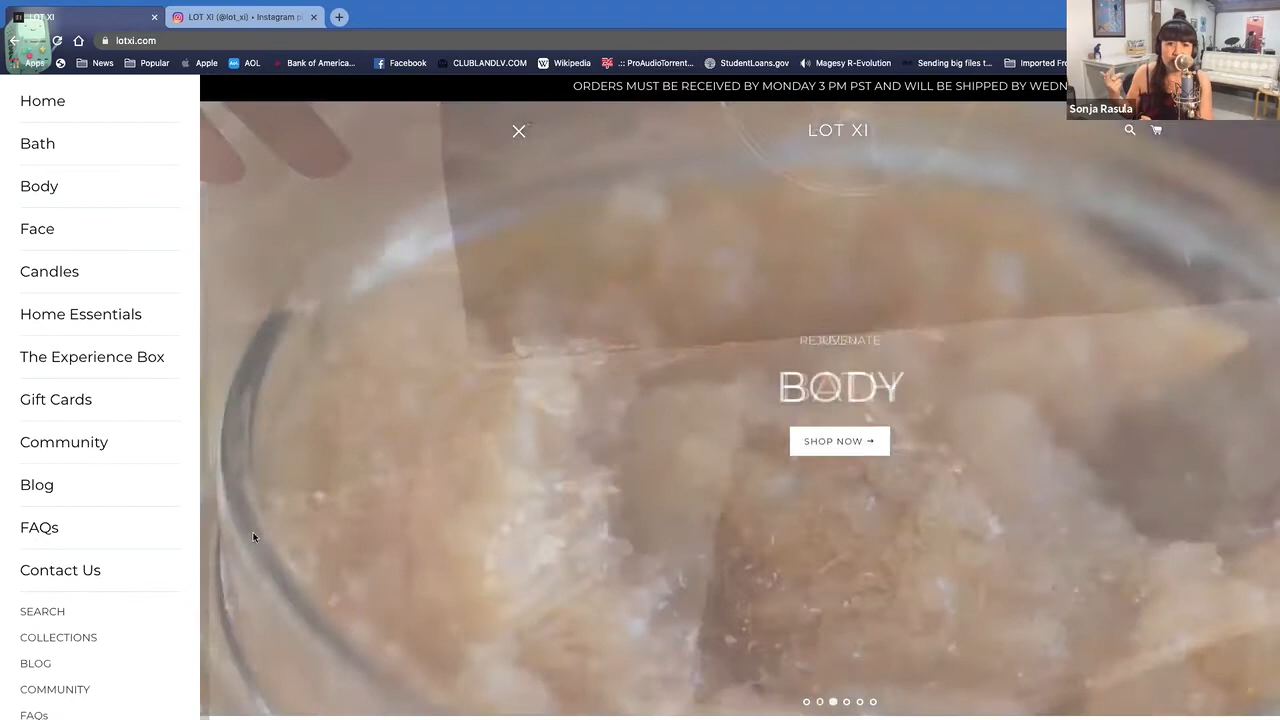 LOT XI
LOT XI (@lot_xi) • Instagram p
lotxi.com
Apps
News
Popular
Apple
AOL
Bank of America...
Facebook
CLUBLANDLV.COM
Wikipedia
.:: ProAudioTorrent...
StudentLoans.gov
Magesy R-Evolution
Sending big files t...
Imported Fro
Sonja Rasula
ORDERS MUST BE RECEIVED BY MONDAY 3 PM PST AND WILL BE SHIPPED BY WEDN
LOT XI
Home
Bath
Body
Face
Candles
Home Essentials
The Experience Box
Gift Cards
Community
Blog
FAQs
Contact Us
SEARCH
COLLECTIONS
BLOG
COMMUNITY
FAQs
REJUVENATE
BODY
BATH
SHOP NOW →